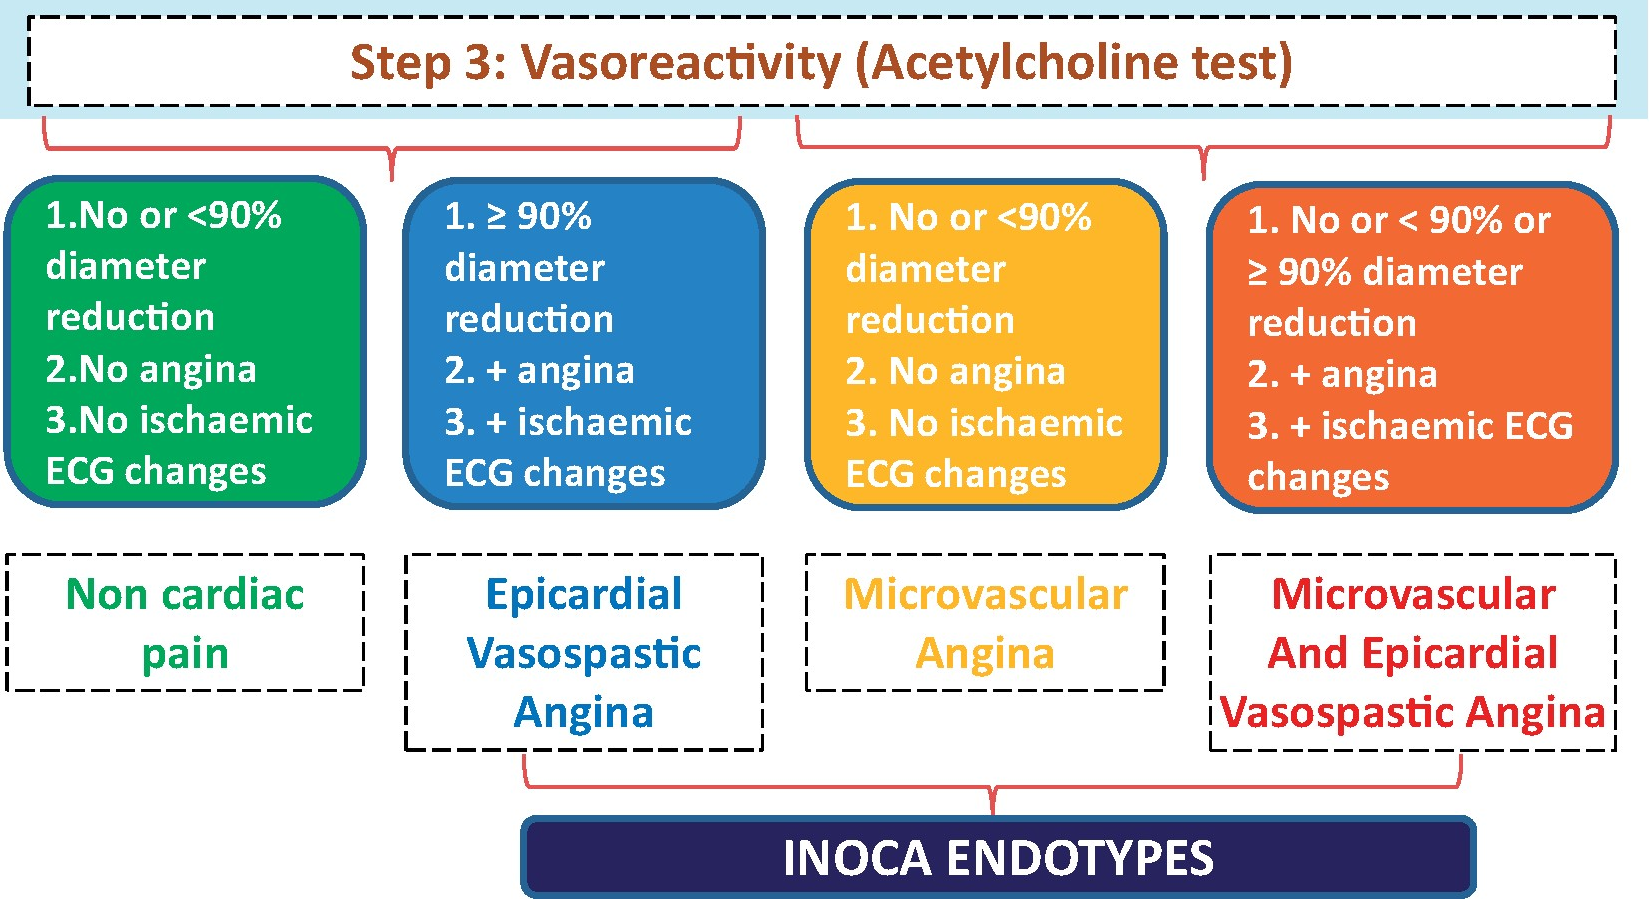 Step 3: Vasoreactivity (Acetylcholine test)
1.No or <90%
diameter
reduction
2.No angina
3.No ischaemic
ECG changes
1. ≥ 90%
diameter
reduction
2. + angina
3. + ischaemic
ECG changes
1. No or <90%
diameter
reduction
2. No angina
3. No ischaemic
ECG changes
1. No or < 90% or
≥ 90% diameter
reduction
2. + angina
3. + ischaemic ECG
changes
Non cardiac
pain
Epicardial
Vasospastic
Angina
Microvascular
Angina
Microvascular
And Epicardial
Vasospastic Angina
INOCA ENDOTYPES